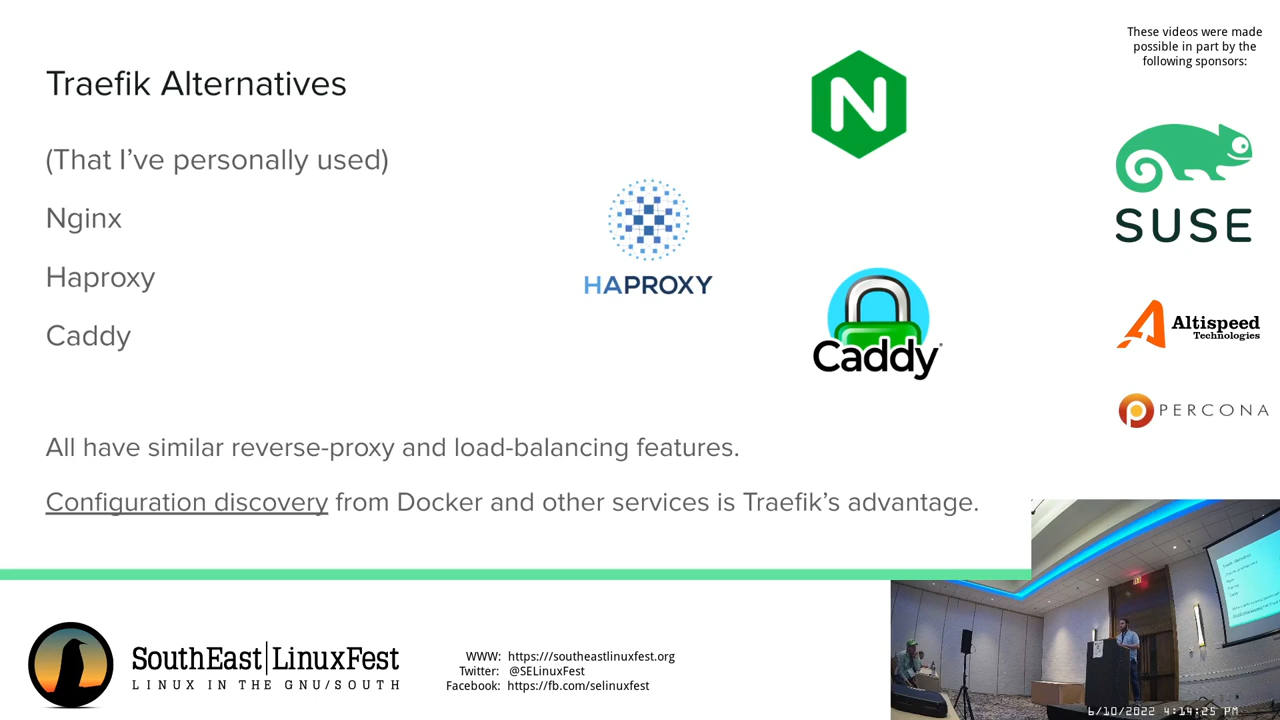 Traefik Alternatives
(That I’ve personally used)
Nginx
Haproxy
Caddy
All have similar reverse-proxy and load-balancing features.
Configuration discovery from Docker and other services is Traefik’s advantage.
N
HAPROXY
Caddy
These videos were made
possible in part by the
following sponsors:
SUSE
Altispeed
Technologies
PERCONA
SouthEast|LinuxFest
LINUX IN THE GNU/SOUTH
WWW: https:///southeastlinuxfest.org
Twitter: @SELinuxFest
Facebook: https://fb.com/selinuxfest
6/10/2022 4:14:25 PM